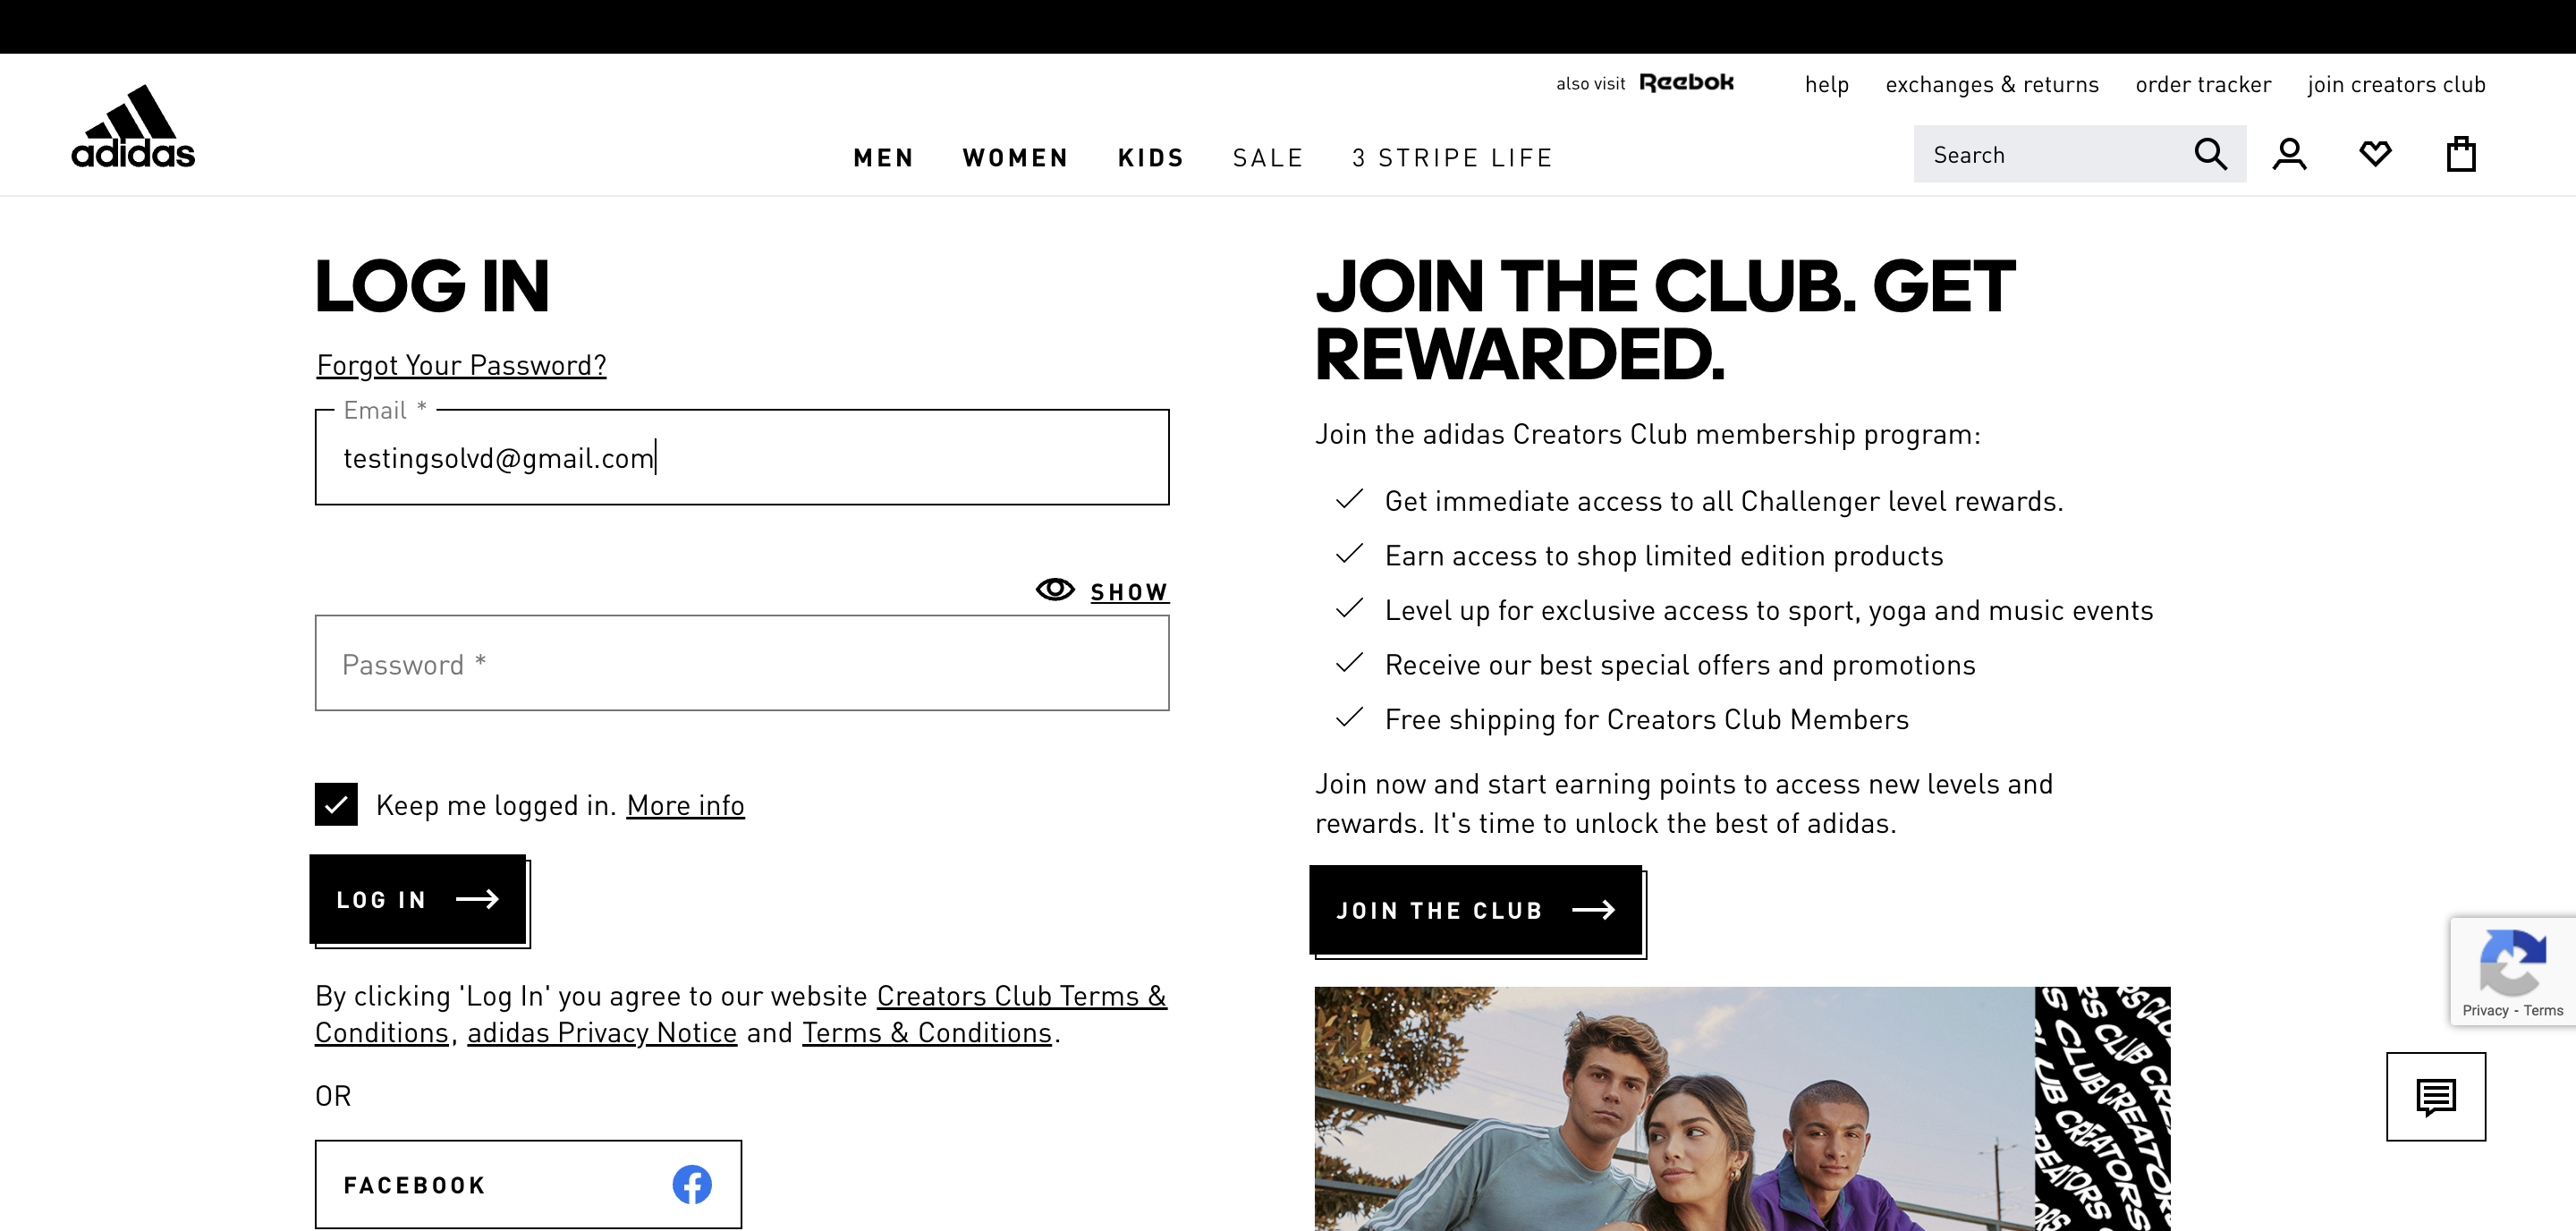 also visit Reebok help exchanges & returns order tracker join creators club
adidas
MEN WOMEN KIDS SALE 3 STRIPE LIFE
Search
LOG IN
Forgot Your Password?
Email *
testingsolvd@gmail.com
SHOW
Password *
Keep me logged in. More info
LOG IN
By clicking 'Log In' you agree to our website Creators Club Terms &
Conditions, adidas Privacy Notice and Terms & Conditions.
OR
FACEBOOK
JOIN THE CLUB. GET
REWARDED.
Join the adidas Creators Club membership program:
Get immediate access to all Challenger level rewards.
Earn access to shop limited edition products
Level up for exclusive access to sport, yoga and music events
Receive our best special offers and promotions
Free shipping for Creators Club Members
Join now and start earning points to access new levels and
rewards. It's time to unlock the best of adidas.
JOIN THE CLUB
Privacy - Terms